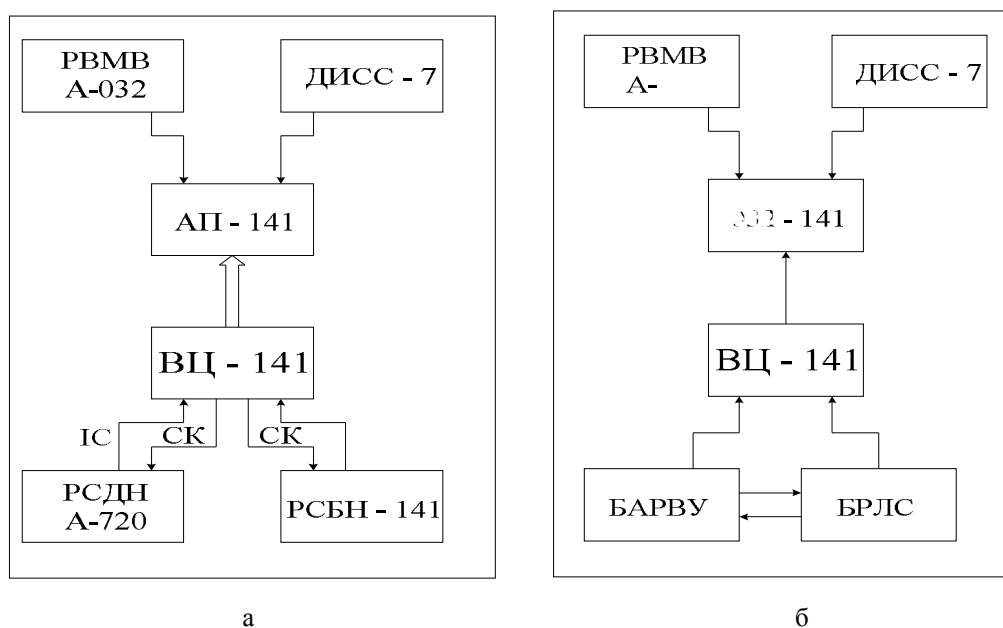 РВМВ
А-032
ДИСС - 7
АП - 141
ВЦ - 141
ІС
СК
СК
РСДН
А-720
РСБН - 141
а
РВМВ
А-
ДИСС - 7
- 141
ВЦ - 141
БАРВУ
БРЛС
б